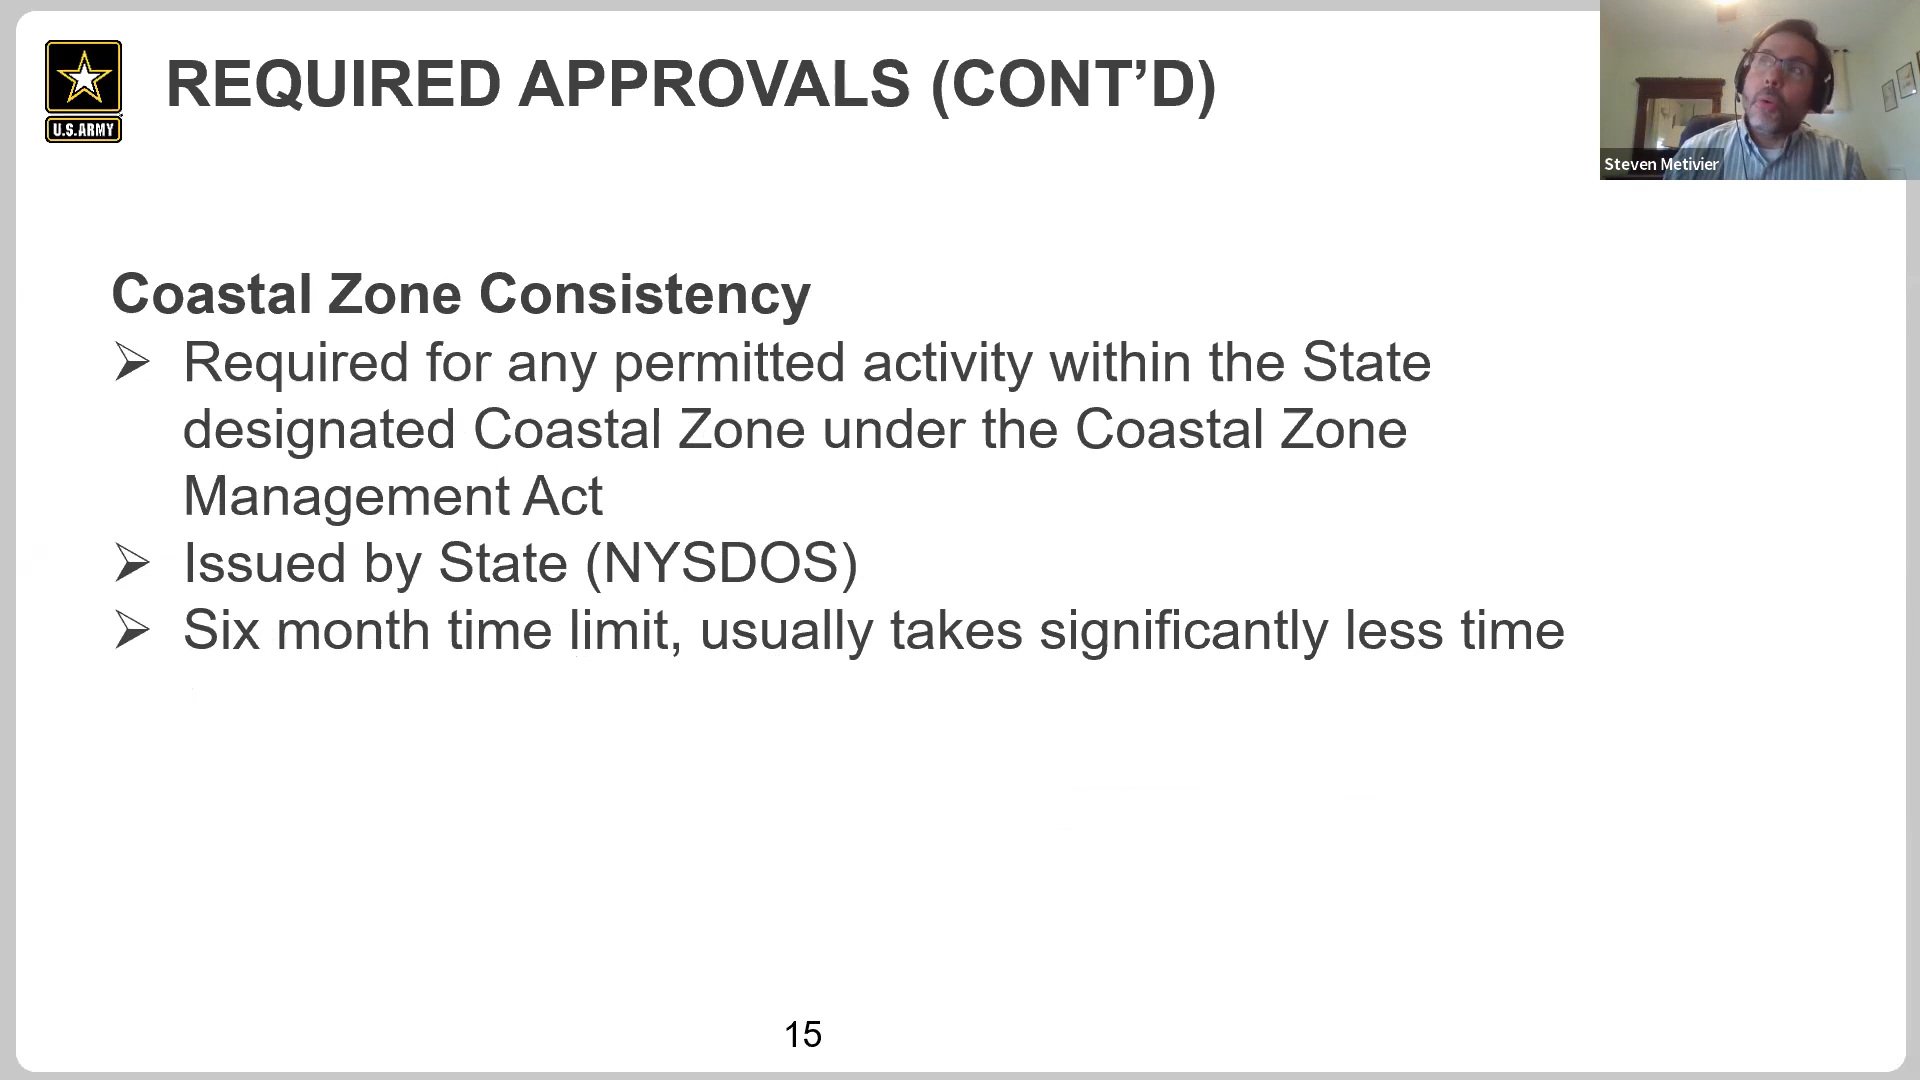 REQUIRED APPROVALS (CONT’D)
U.S.ARMY
Steven Metivier
Coastal Zone Consistency
➢ Required for any permitted activity within the State
designated Coastal Zone under the Coastal Zone
Management Act
➢ Issued by State (NYSDOS)
➢ Six month time limit, usually takes significantly less time
15